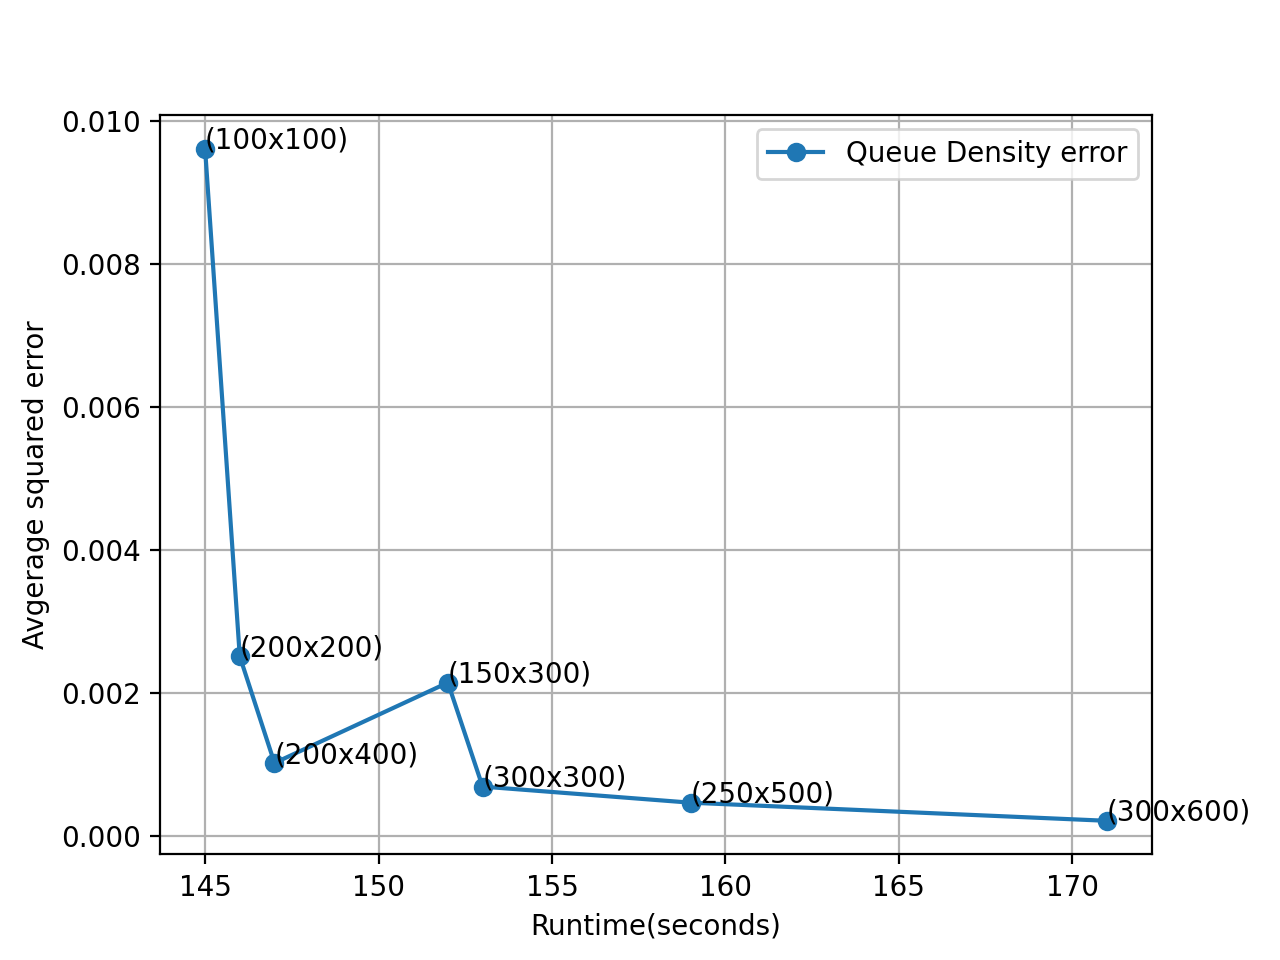 0.010
0.008
0.006
0.004
0.002
0.000
Avgerage squared error
(100x100)
Queue Density error
(200x200)
(150x300)
(200x400)
(300x300)
(250x500)
(300x600)
145 150 155 160 165 170
Runtime(seconds)